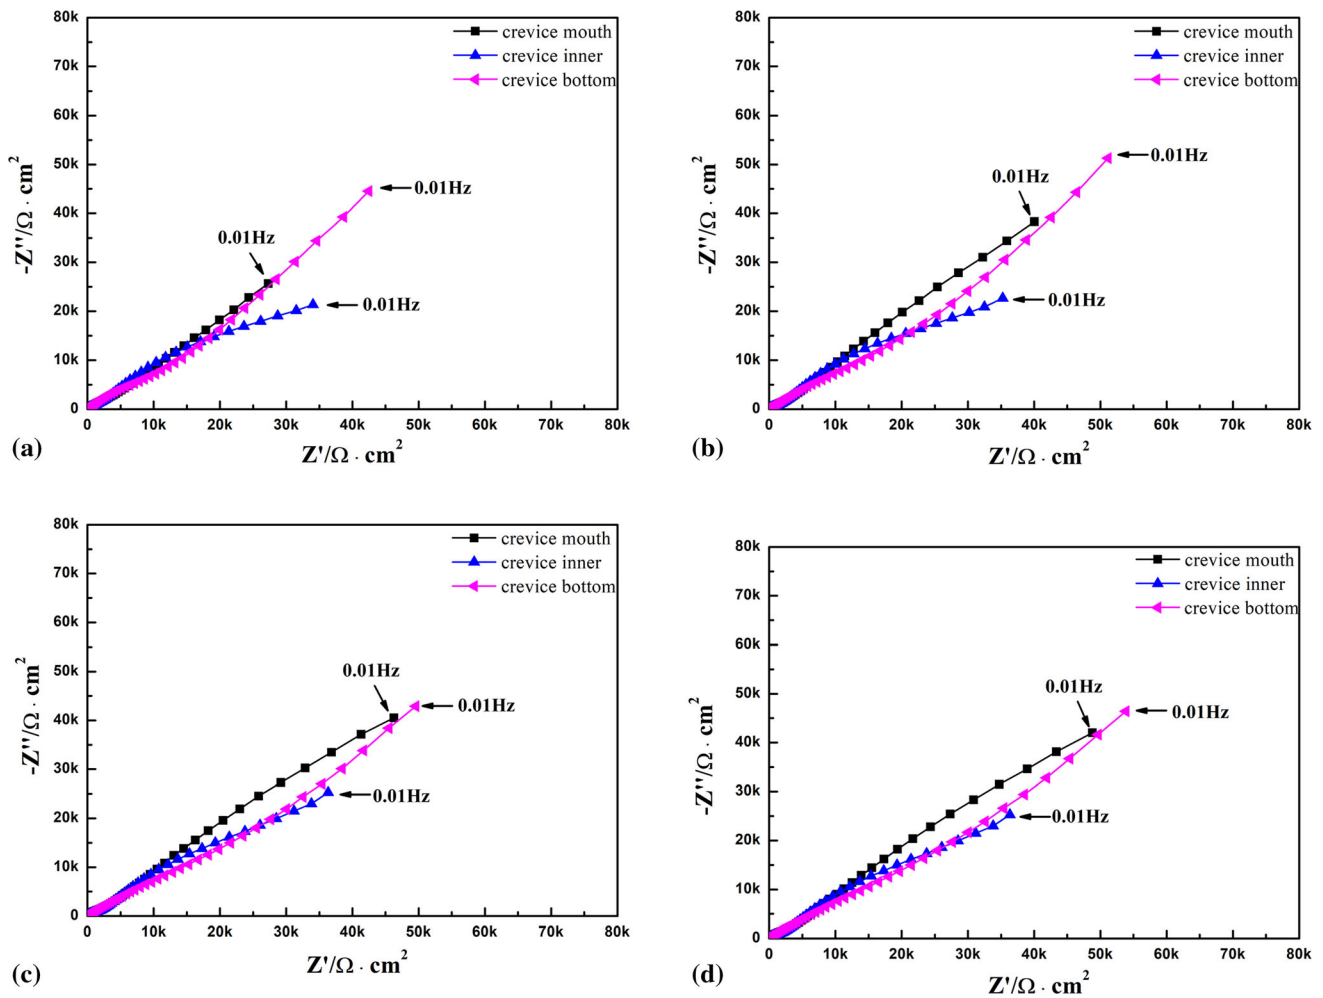 80k
70k
60k
50k
40k
30k
20k
10k
0
-Z''/Ω · cm²
crevice mouth
crevice inner
crevice bottom
0.01Hz
0.01Hz
0.01Hz
0 10k 20k 30k 40k 50k 60k 70k 80k
Z'/Ω · cm²
(a)
80k
70k
60k
50k
40k
30k
20k
10k
0
-Z''/Ω · cm²
crevice mouth
crevice inner
crevice bottom
0.01Hz
0.01Hz
0.01Hz
0 10k 20k 30k 40k 50k 60k 70k 80k
Z'/Ω · cm²
(b)
80k
70k
60k
50k
40k
30k
20k
10k
0
-Z''/Ω · cm²
crevice mouth
crevice inner
crevice bottom
0.01Hz
0.01Hz
0.01Hz
0 10k 20k 30k 40k 50k 60k 70k 80k
Z'/Ω · cm²
(c)
80k
70k
60k
50k
40k
30k
20k
10k
0
-Z''/Ω · cm²
crevice mouth
crevice inner
crevice bottom
0.01Hz
0.01Hz
0.01Hz
0 10k 20k 30k 40k 50k 60k 70k 80k
Z'/Ω · cm²
(d)